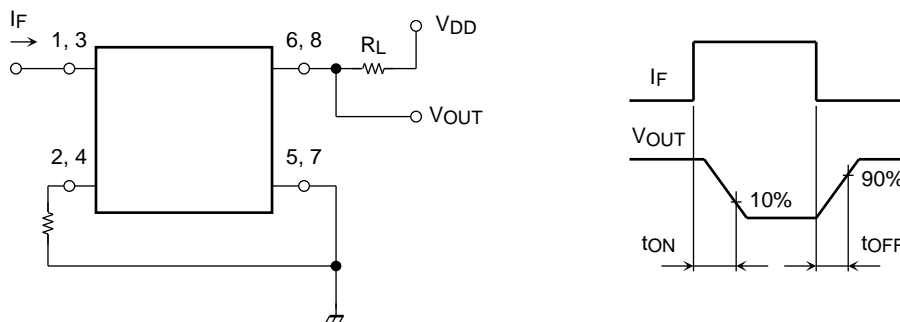 IF
1, 3
6, 8
RL
VDD
VOUT
2, 4
5, 7
IF
VOUT
10%
90%
tON
tOFF